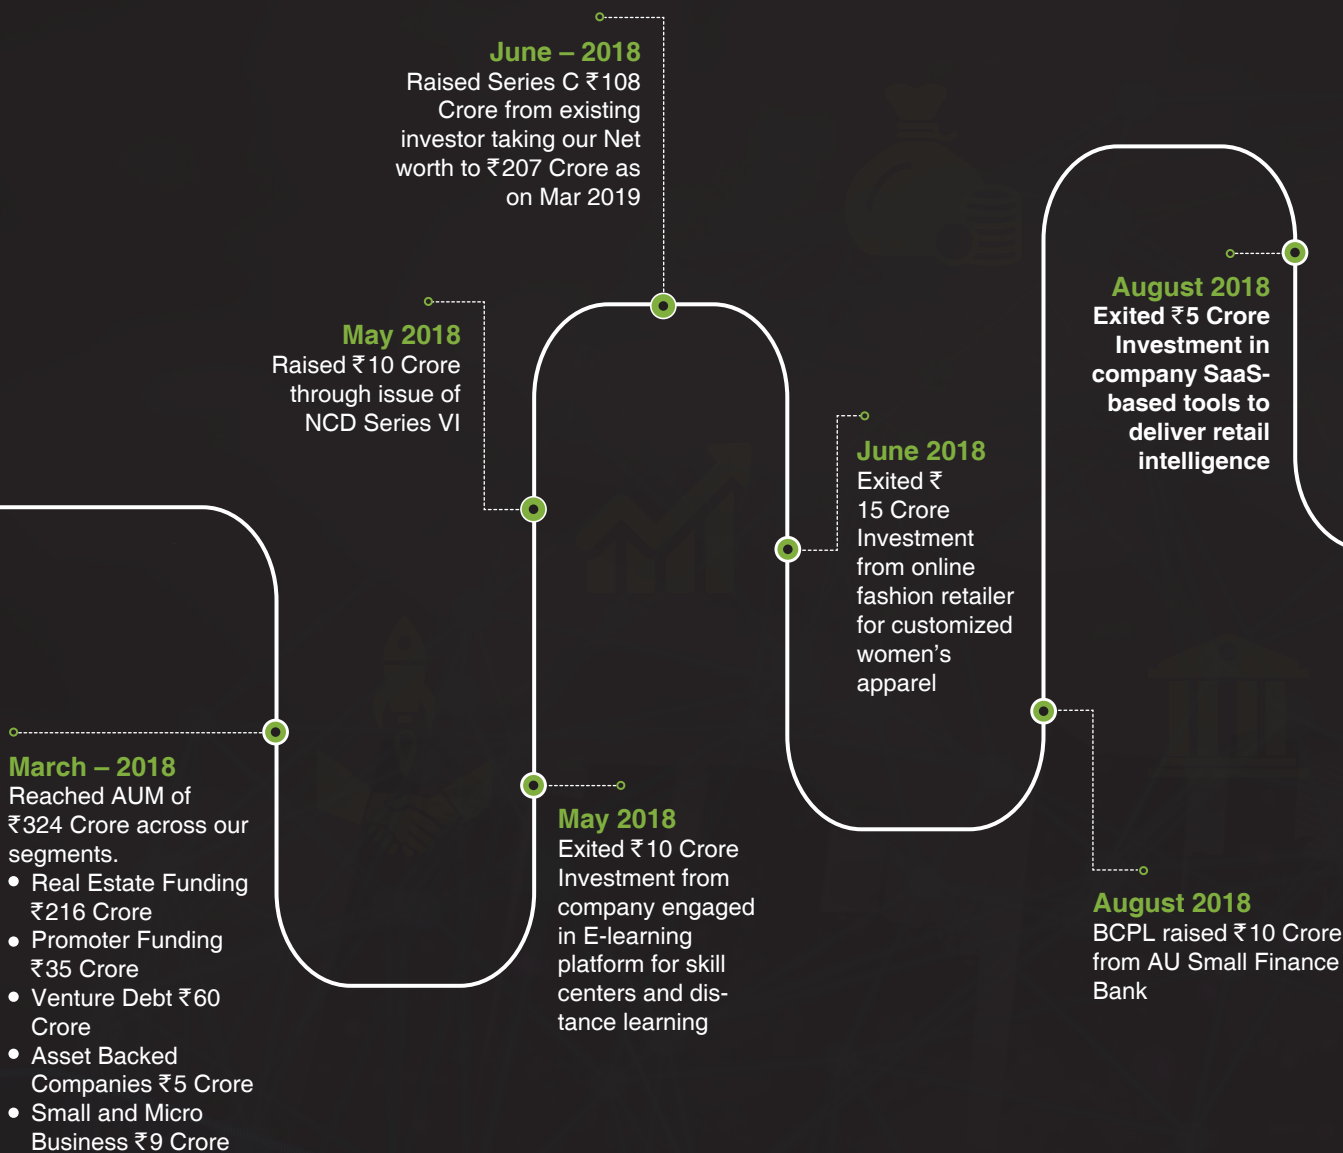 March – 2018
Reached AUM of
₹324 Crore across our
segments.
• Real Estate Funding
₹216 Crore
• Promoter Funding
₹35 Crore
• Venture Debt ₹60
Crore
• Asset Backed
Companies ₹5 Crore
• Small and Micro
Business ₹9 Crore
May 2018
Raised ₹10 Crore
through issue of
NCD Series VI
May 2018
Exited ₹10 Crore
Investment from
company engaged
in E-learning
platform for skill
centers and dis-
tance learning
June – 2018
Raised Series C ₹108
Crore from existing
investor taking our Net
worth to ₹207 Crore as
on Mar 2019
June 2018
Exited ₹
15 Crore
Investment
from online
fashion retailer
for customized
women’s
apparel
August 2018
BCPL raised ₹10 Crore
from AU Small Finance
Bank
August 2018
Exited ₹5 Crore
Investment in
company SaaS-
based tools to
deliver retail
intelligence